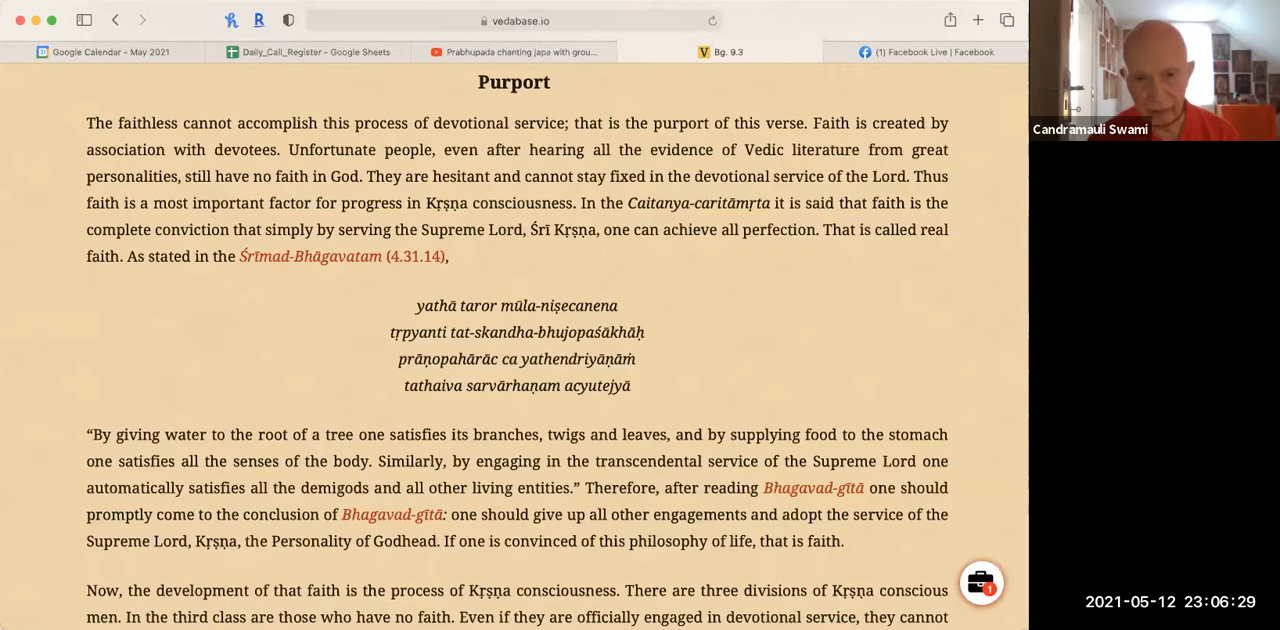 vedabase.io
Google Calendar - May 2021
Daily_Call_Register - Google Sheets
Prabhupada chanting japa with grou...
V Bg. 9.3
(1) Facebook Live | Facebook
Candramauli Swami
Purport
The faithless cannot accomplish this process of devotional service; that is the purport of this verse. Faith is created by
association with devotees. Unfortunate people, even after hearing all the evidence of Vedic literature from great
personalities, still have no faith in God. They are hesitant and cannot stay fixed in the devotional service of the Lord. Thus
faith is a most important factor for progress in Kṛṣṇa consciousness. In the Caitanya-caritāmṛta it is said that faith is the
complete conviction that simply by serving the Supreme Lord, Śrī Kṛṣṇa, one can achieve all perfection. That is called real
faith. As stated in the Śrīmad-Bhāgavatam (4.31.14),
yathā taror mūla-niṣecanena
tṛpyanti tat-skandha-bhujopaśākhāḥ
prāṇopahārāc ca yathendriyāṇāṁ
tathaiva sarvārhaṇam acyutejyā
“By giving water to the root of a tree one satisfies its branches, twigs and leaves, and by supplying food to the stomach
one satisfies all the senses of the body. Similarly, by engaging in the transcendental service of the Supreme Lord one
automatically satisfies all the demigods and all other living entities.” Therefore, after reading Bhagavad-gītā one should
promptly come to the conclusion of Bhagavad-gītā: one should give up all other engagements and adopt the service of the
Supreme Lord, Kṛṣṇa, the Personality of Godhead. If one is convinced of this philosophy of life, that is faith.
Now, the development of that faith is the process of Kṛṣṇa consciousness. There are three divisions of Kṛṣṇa conscious
men. In the third class are those who have no faith. Even if they are officially engaged in devotional service, they cannot
1
2021-05-12 23:06:29